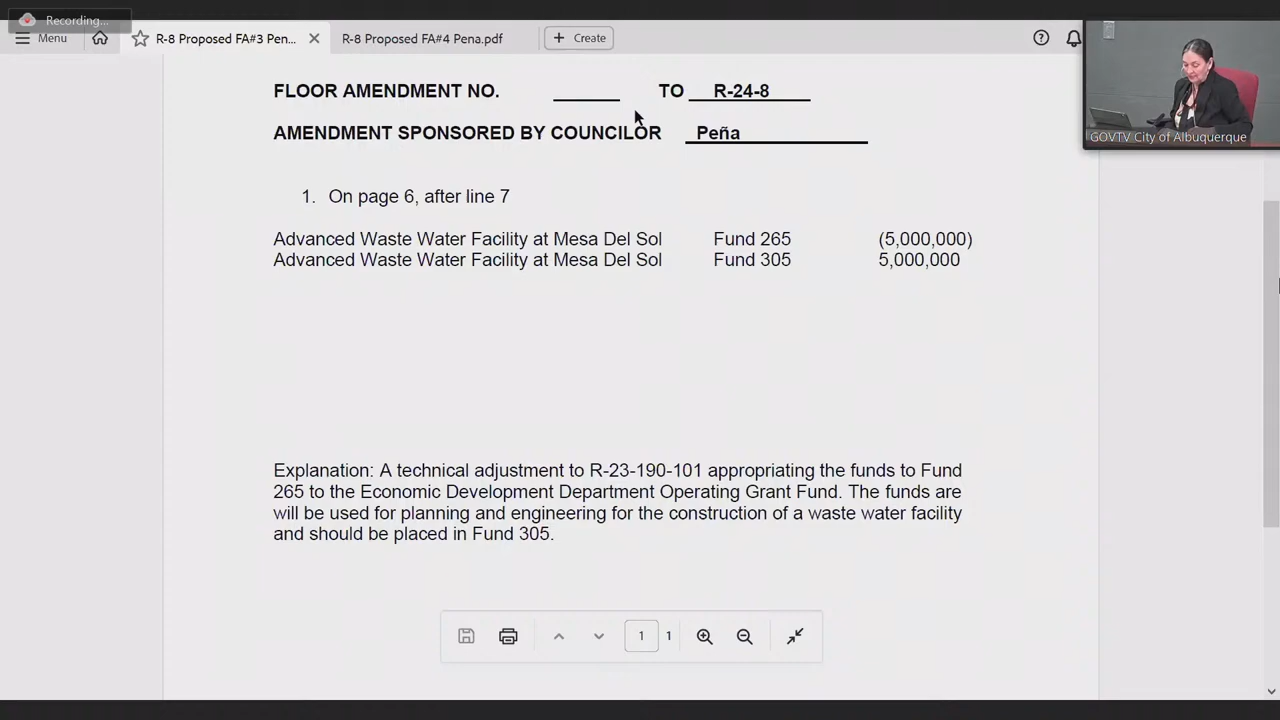 Recording...
Menu
R-8 Proposed FA#3 Pen...
R-8 Proposed FA#4 Pena.pdf
Create
GOVTV City of Albuquerque
FLOOR AMENDMENT NO. ______ TO R-24-8
AMENDMENT SPONSORED BY COUNCILOR Peña
1. On page 6, after line 7
Advanced Waste Water Facility at Mesa Del Sol Fund 265 (5,000,000)
Advanced Waste Water Facility at Mesa Del Sol Fund 305 5,000,000
Explanation: A technical adjustment to R-23-190-101 appropriating the funds to Fund
265 to the Economic Development Department Operating Grant Fund. The funds are
will be used for planning and engineering for the construction of a waste water facility
and should be placed in Fund 305.
1 1